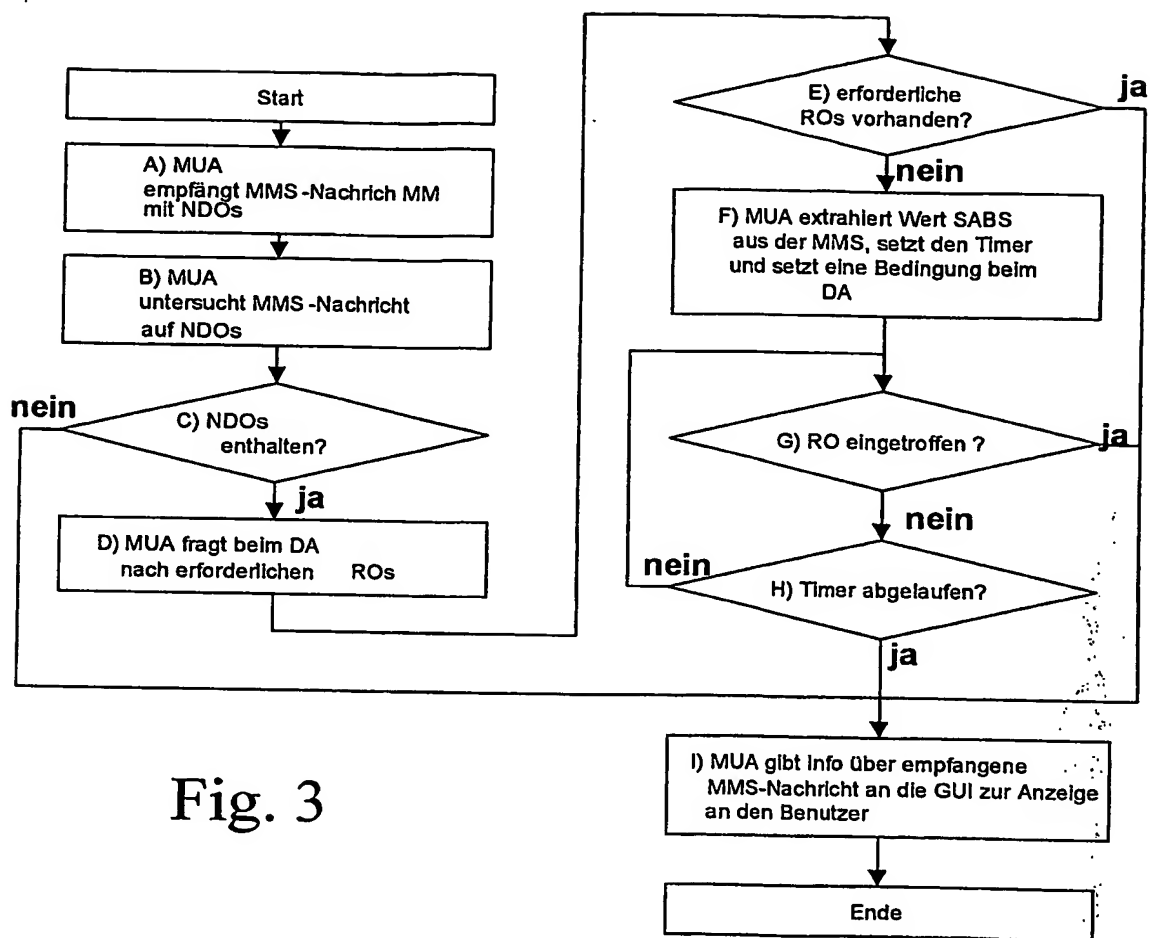 Start
A) MUA
empfängt MMS-Nachrich MM
mit NDOs
B) MUA
untersucht MMS-Nachricht
auf NDOs
nein
C) NDOs
enthalten?
ja
D) MUA fragt beim DA
nach erforderlichen ROs
E) erforderliche
ROs vorhanden?
ja
nein
F) MUA extrahiert Wert SABS
aus der MMS, setzt den Timer
und setzt eine Bedingung beim
DA
G) RO eingetroffen ?
ja
nein
nein
H) Timer abgelaufen?
ja
I) MUA gibt Info über empfangene
MMS-Nachricht an die GUI zur Anzeige
an den Benutzer
Ende
Fig. 3